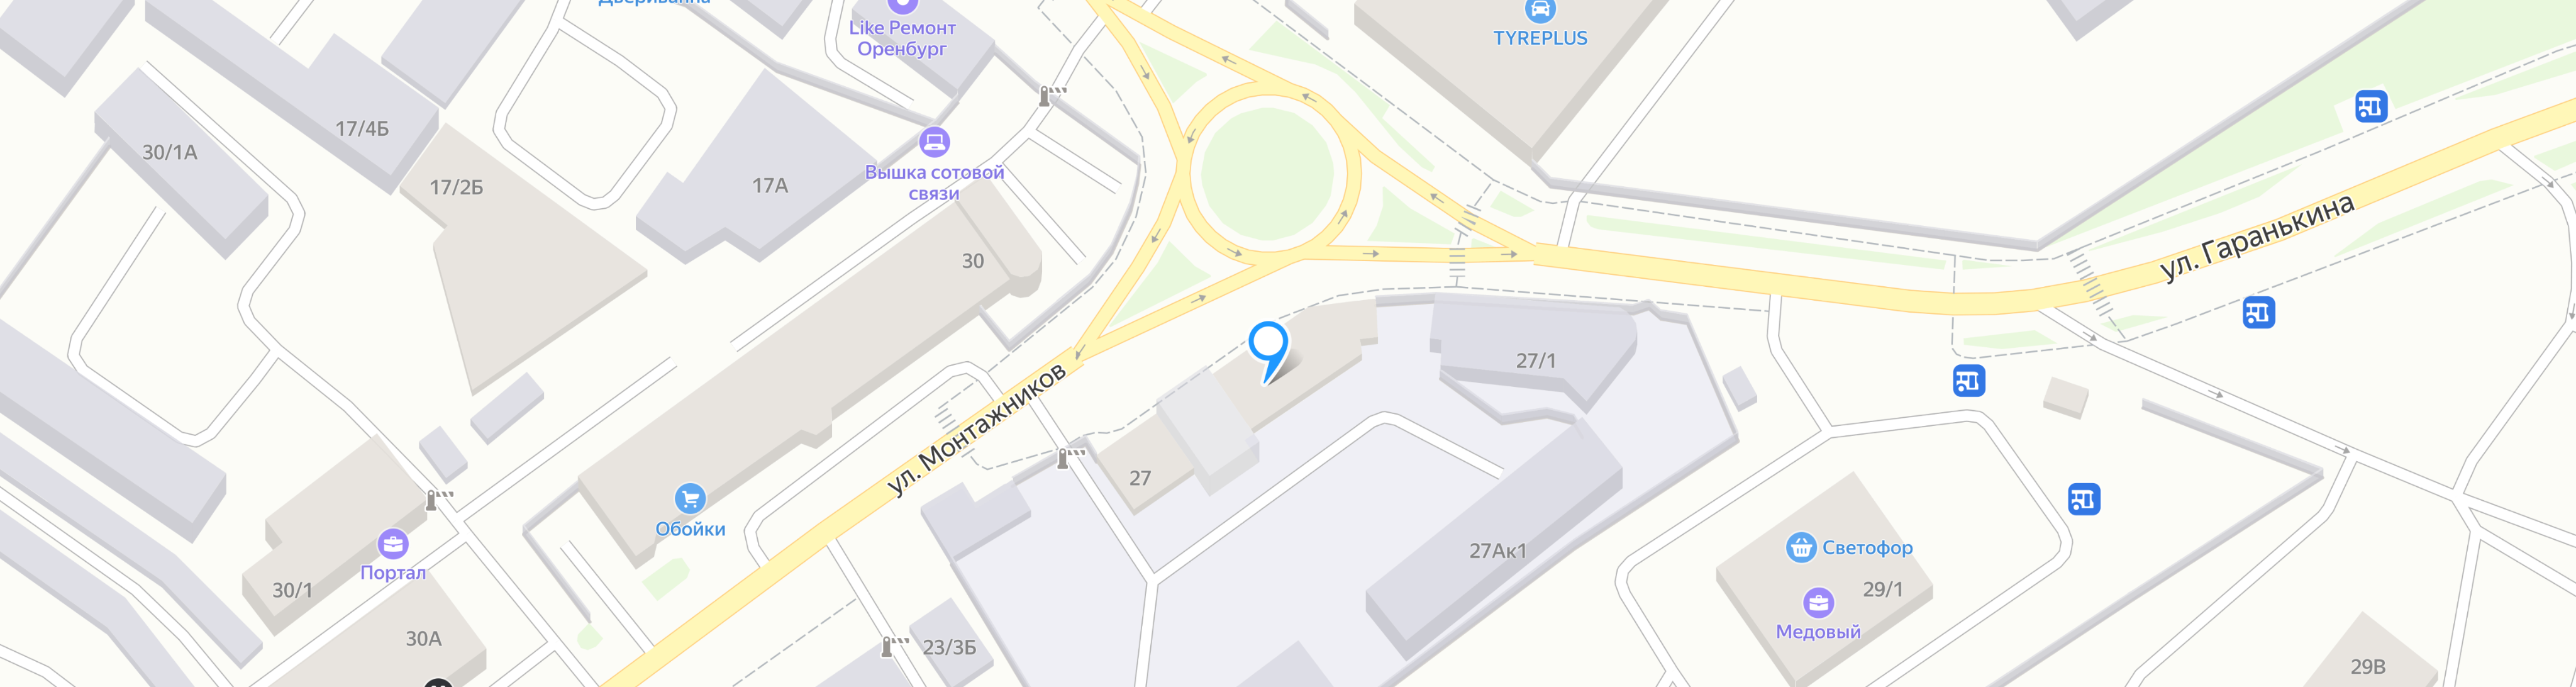 Like Ремонт
Оренбург
TYREPLUS
17/4Б
30/1А
17/2Б
17А
Вышка сотовой
связи
30
ул. Гаранькина
27/1
ул. Монтажников
27
Обойки
27Ак1
Светофор
Портал
30/1
29/1
Медовый
30А
23/3Б
29В